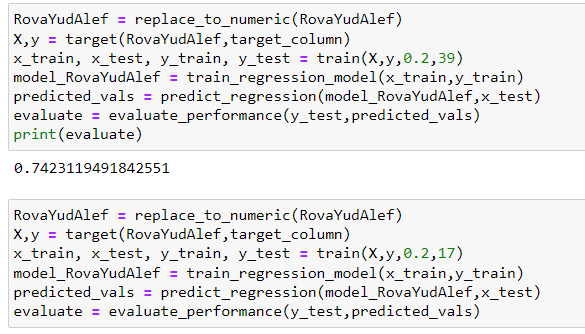 RovaYudAlef = replace_to_numeric(RovaYudAlef)
X,y = target(RovaYudAlef,target_column)
x_train, x_test, y_train, y_test = train(X,y,0.2,39)
model_RovaYudAlef = train_regression_model(x_train,y_train)
predicted_vals = predict_regression(model_RovaYudAlef,x_test)
evaluate = evaluate_performance(y_test,predicted_vals)
print(evaluate)
0.7423119491842551
RovaYudAlef = replace_to_numeric(RovaYudAlef)
X,y = target(RovaYudAlef,target_column)
x_train, x_test, y_train, y_test = train(X,y,0.2,17)
model_RovaYudAlef = train_regression_model(x_train,y_train)
predicted_vals = predict_regression(model_RovaYudAlef,x_test)
evaluate = evaluate_performance(y_test,predicted_vals)